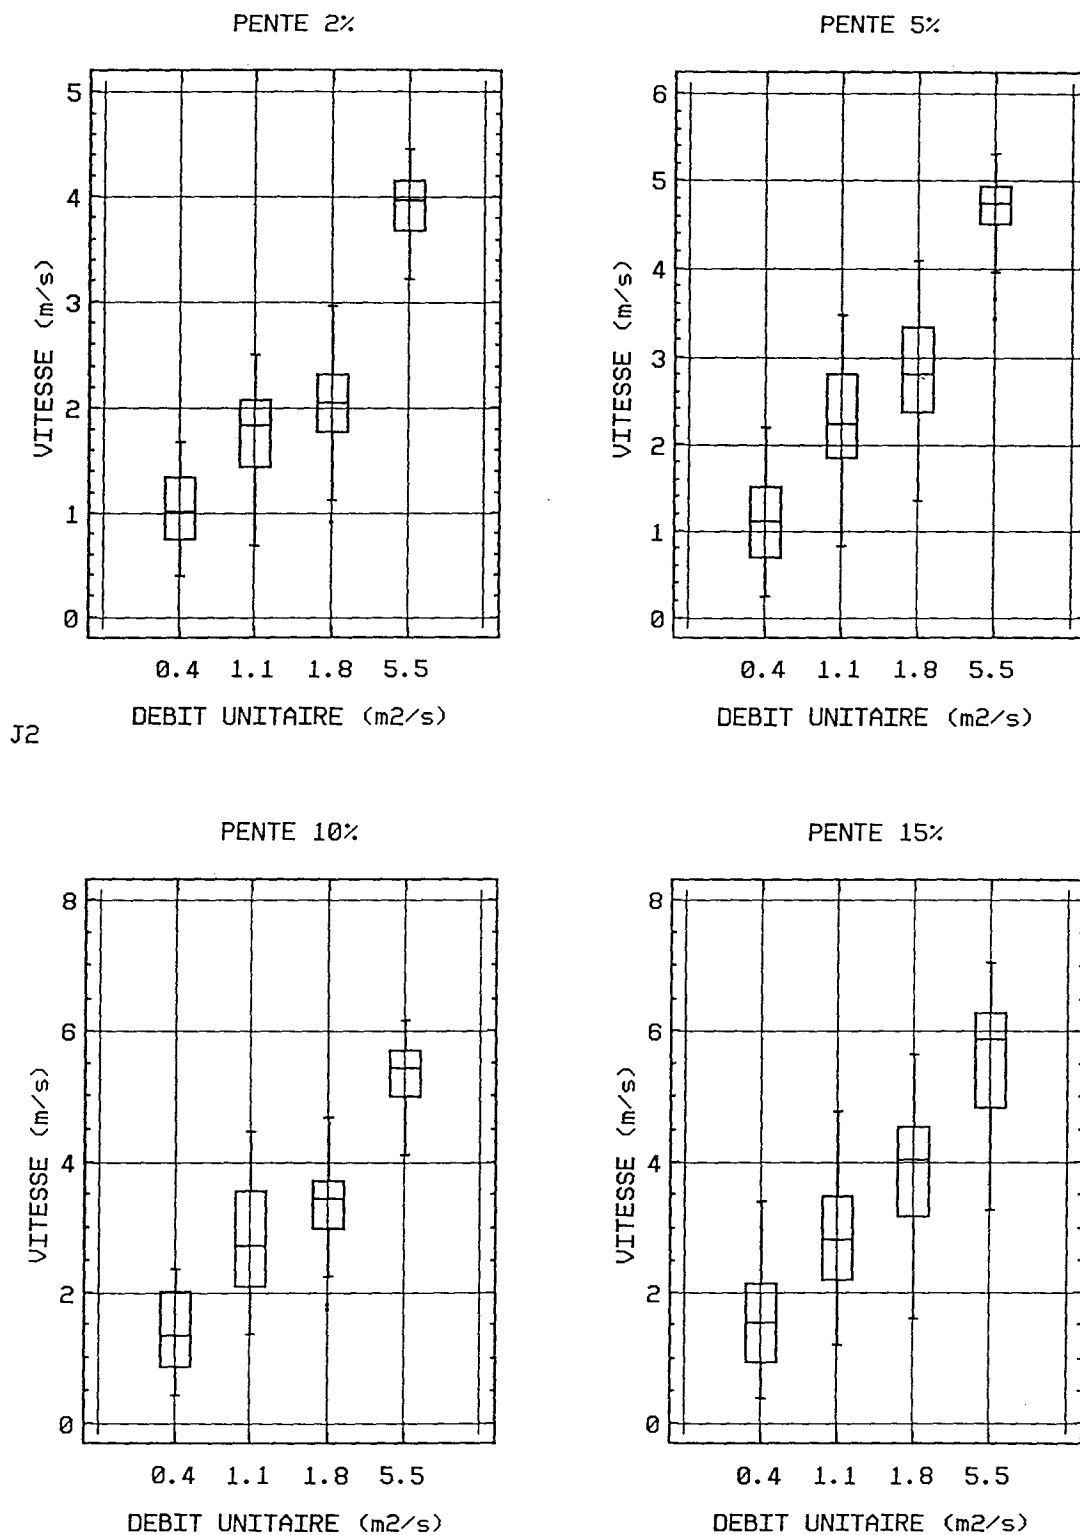 PENTE 2%
PENTE 5%
5
4
3
2
1
0
VITESSE (m/s)
0.4 1.1 1.8 5.5
DEBIT UNITAIRE (m2/s)
6
5
4
3
2
1
0
VITESSE (m/s)
0.4 1.1 1.8 5.5
DEBIT UNITAIRE (m2/s)
J2
PENTE 10%
PENTE 15%
8
6
4
2
0
VITESSE (m/s)
0.4 1.1 1.8 5.5
DEBIT UNITAIRE (m2/s)
8
6
4
2
0
VITESSE (m/s)
0.4 1.1 1.8 5.5
DEBIT UNITAIRE (m2/s)